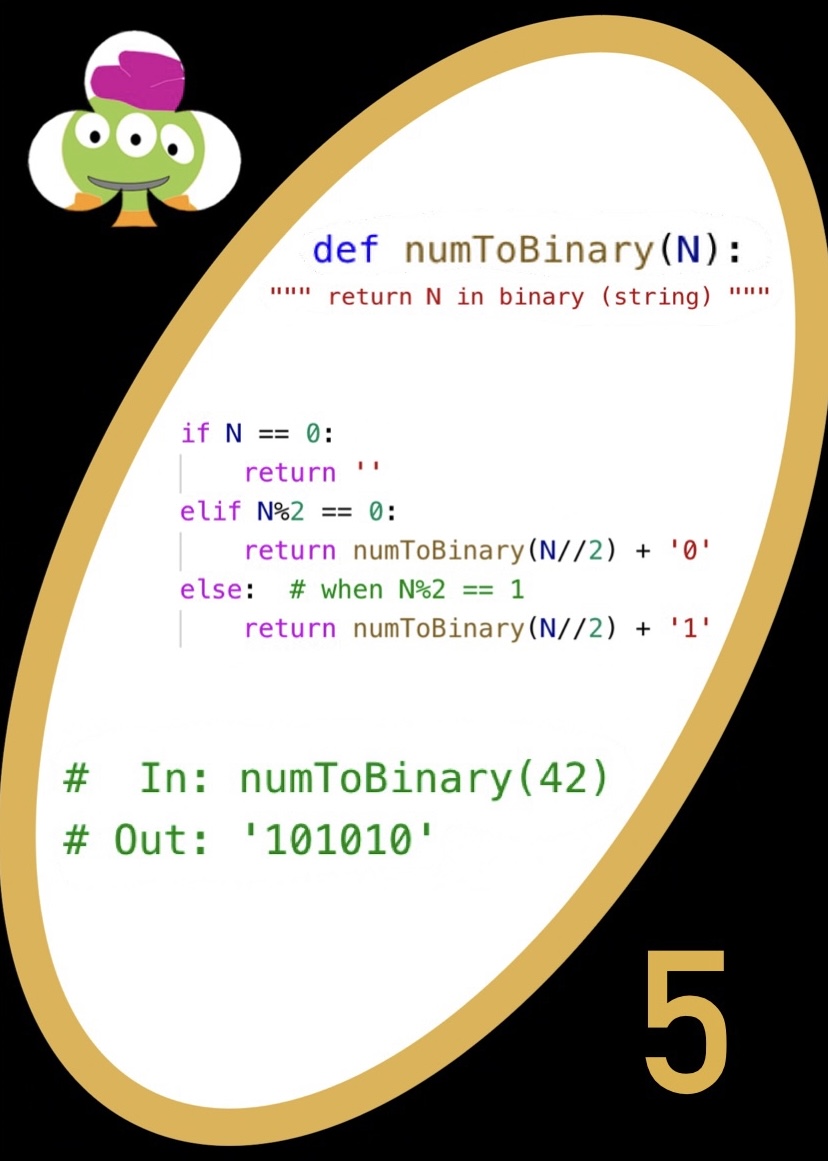 def numToBinary(N):
""" return N in binary (string) """
if N == 0:
    return ''
elif N%2 == 0:
    return numToBinary(N//2) + '0'
else:  # when N%2 == 1
    return numToBinary(N//2) + '1'
#  In: numToBinary(42)
# Out: '101010'
5